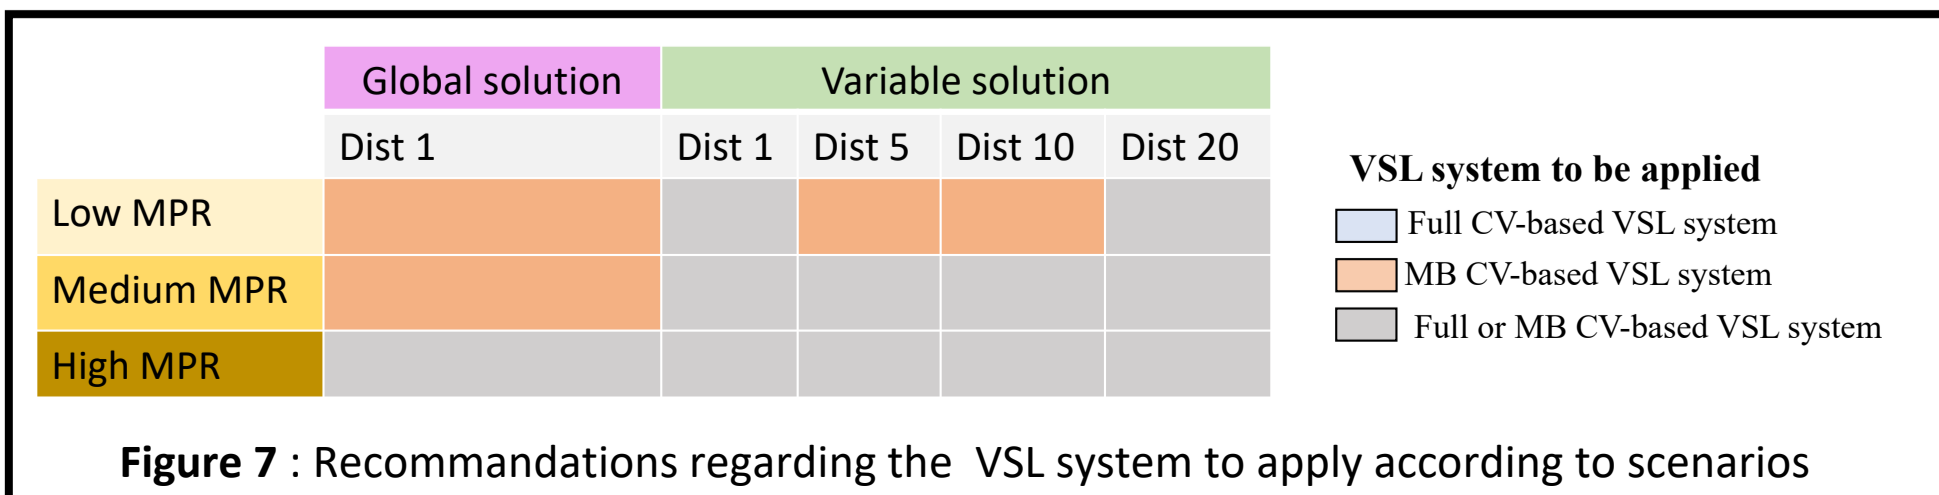 Global solution Variable solution
Dist 1 Dist 1 Dist 5 Dist 10 Dist 20
VSL system to be applied
Low MPR
Full CV-based VSL system
Medium MPR
MB CV-based VSL system
Full or MB CV-based VSL system
High MPR
Figure 7 : Recommandations regarding the VSL system to apply according to scenarios